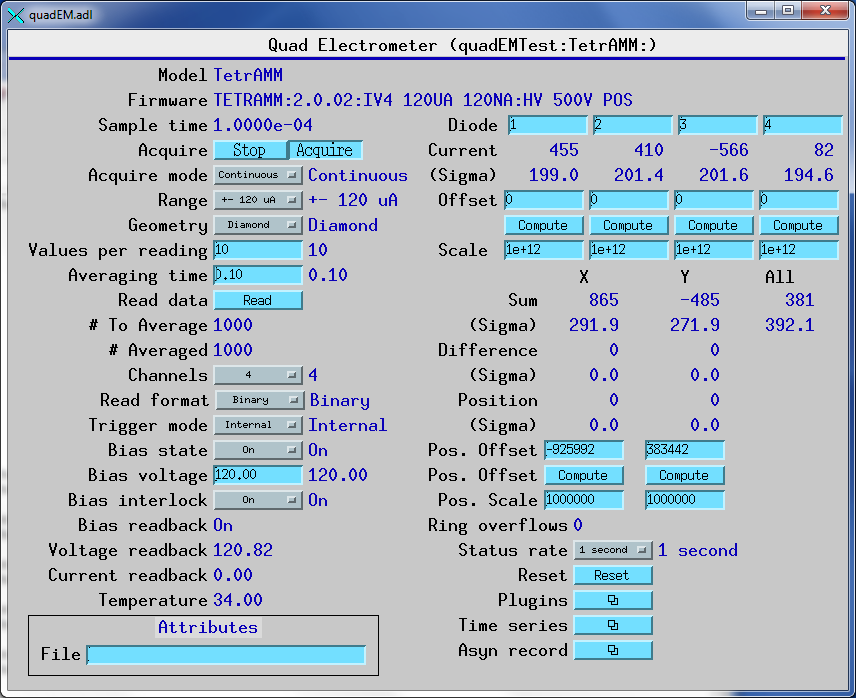 quadEM.adl
Quad Electrometer (quadEMTest:TetrAMM:)
Model TetrAMM
Firmware TETRAMM:2.0.02:IV4 120UA 120NA:HV 500V POS
Sample time 1.0000e-04
Acquire Stop Acquire
Acquire mode Continuous Continuous
Range +- 120 uA +- 120 uA
Geometry Diamond Diamond
Values per reading 10 10
Averaging time 0.10 0.10
Read data Read
# To Average 1000
# Averaged 1000
Channels 4 4
Read format Binary Binary
Trigger mode Internal Internal
Bias state On On
Bias voltage 120.00 120.00
Bias interlock On On
Bias readback On
Voltage readback 120.82
Current readback 0.00
Temperature 34.00
Attributes
File
Diode 1 2 3 4
Current 455 410 -566 82
(Sigma) 199.0 201.4 201.6 194.6
Offset 0 0 0 0
Compute Compute Compute Compute
Scale 1e+12 1e+12 1e+12 1e+12
X Y All
Sum 865 -485 381
(Sigma) 291.9 271.9 392.1
Difference 0 0
(Sigma) 0.0 0.0
Position 0 0
(Sigma) 0.0 0.0
Pos. Offset -925992 383442
Pos. Offset Compute Compute
Pos. Scale 1000000 1000000
Ring overflows 0
Status rate 1 second 1 second
Reset Reset
Plugins
Time series
Asyn record